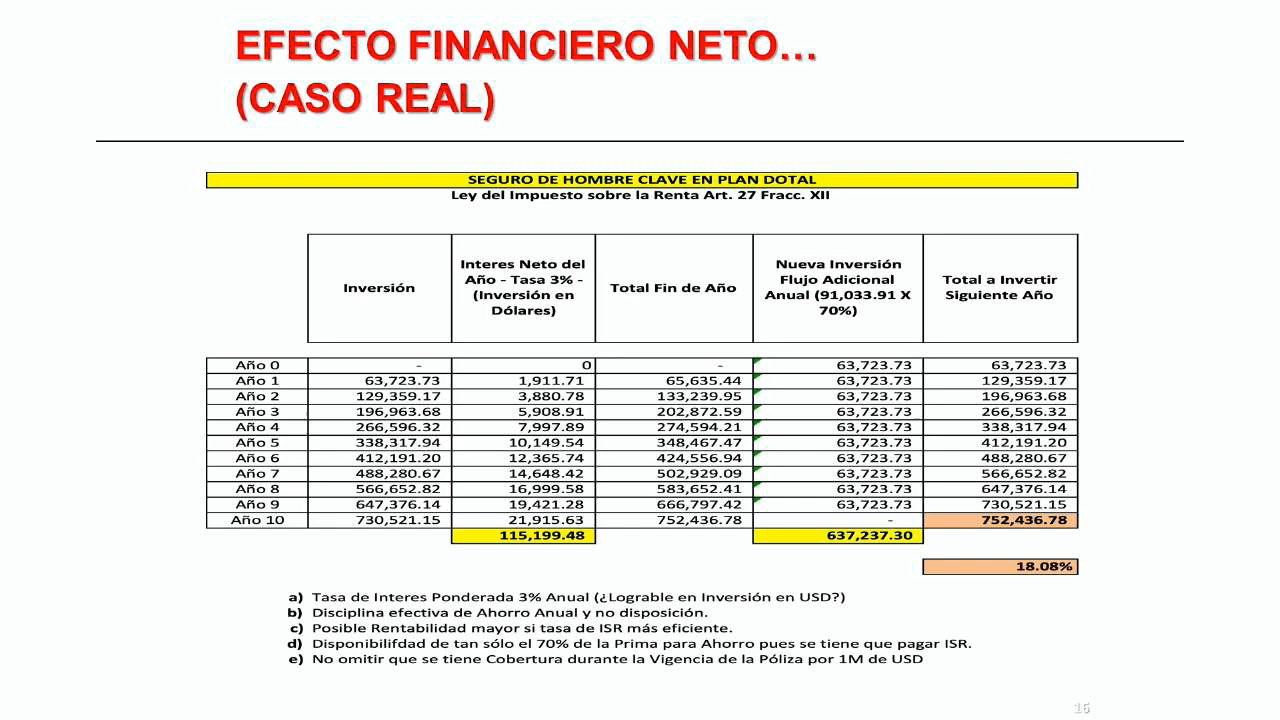 EFECTO FINANCIERO NETO…
(CASO REAL)
SEGURO DE HOMBRE CLAVE EN PLAN DOTAL
Ley del Impuesto sobre la Renta Art. 27 Fracc. XII
Inversión
Interes Neto del
Año - Tasa 3% -
(Inversión en
Dólares)
Total Fin de Año
Nueva Inversión
Flujo Adicional
Anual (91,033.91 X
70%)
Total a Invertir
Siguiente Año
Año 0 - 0 - 63,723.73 63,723.73
Año 1 63,723.73 1,911.71 65,635.44 63,723.73 129,359.17
Año 2 129,359.17 3,880.78 133,239.95 63,723.73 196,963.68
Año 3 196,963.68 5,908.91 202,872.59 63,723.73 266,596.32
Año 4 266,596.32 7,997.89 274,594.21 63,723.73 338,317.94
Año 5 338,317.94 10,149.54 348,467.47 63,723.73 412,191.20
Año 6 412,191.20 12,365.74 424,556.94 63,723.73 488,280.67
Año 7 488,280.67 14,648.42 502,929.09 63,723.73 566,652.82
Año 8 566,652.82 16,999.58 583,652.41 63,723.73 647,376.14
Año 9 647,376.14 19,421.28 666,797.42 63,723.73 730,521.15
Año 10 730,521.15 21,915.63 752,436.78 - 752,436.78
115,199.48 637,237.30
18.08%
a) Tasa de Interes Ponderada 3% Anual (¿Lograble en Inversión en USD?)
b) Disciplina efectiva de Ahorro Anual y no disposición.
c) Posible Rentabilidad mayor si tasa de ISR más eficiente.
d) Disponibilifdad de tan sólo el 70% de la Prima para Ahorro pues se tiene que pagar ISR.
e) No omitir que se tiene Cobertura durante la Vigencia de la Póliza por 1M de USD
16